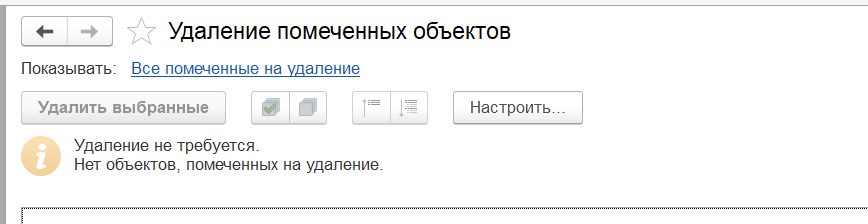 Удаление помеченных объектов
Показывать: Все помеченные на удаление
Удалить выбранные Настроить...
Удаление не требуется.
Нет объектов, помеченных на удаление.